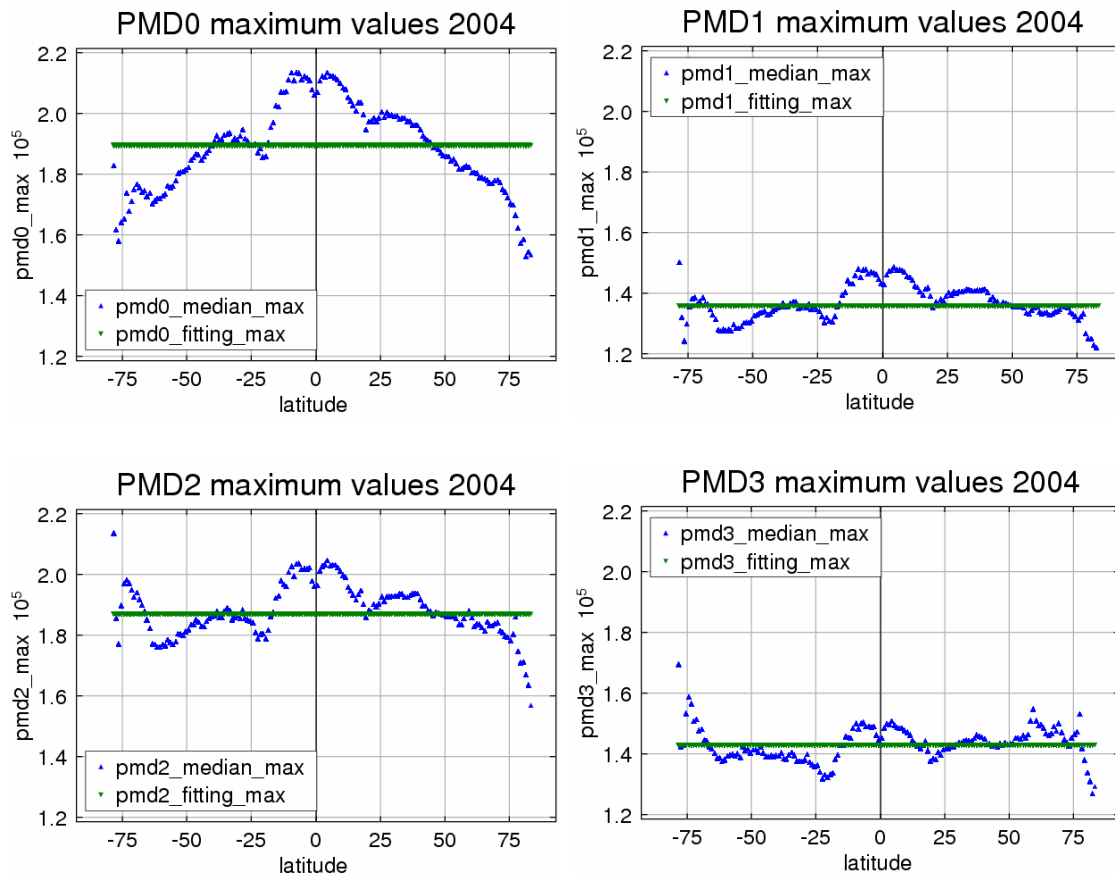 PMD0 maximum values 2004
2.2
2.0
1.8
1.6
1.4
1.2
pmd0_max 10^5
pmd0_median_max
pmd0_fitting_max
-75 -50 -25 0 25 50 75
latitude
PMD1 maximum values 2004
2.2
2.0
1.8
1.6
1.4
1.2
pmd1_max 10^5
pmd1_median_max
pmd1_fitting_max
-75 -50 -25 0 25 50 75
latitude
PMD2 maximum values 2004
2.2
2.0
1.8
1.6
1.4
1.2
pmd2_max 10^5
pmd2_median_max
pmd2_fitting_max
-75 -50 -25 0 25 50 75
latitude
PMD3 maximum values 2004
2.2
2.0
1.8
1.6
1.4
1.2
pmd3_max 10^5
pmd3_median_max
pmd3_fitting_max
-75 -50 -25 0 25 50 75
latitude